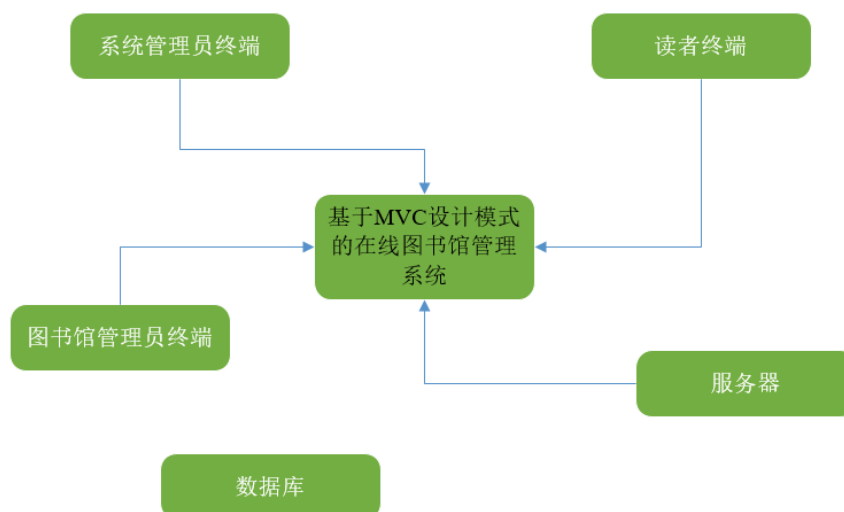 系统管理员终端
读者终端
基于MVC设计模式
的在线图书馆管理
系统
图书馆管理员终端
服务器
数据库